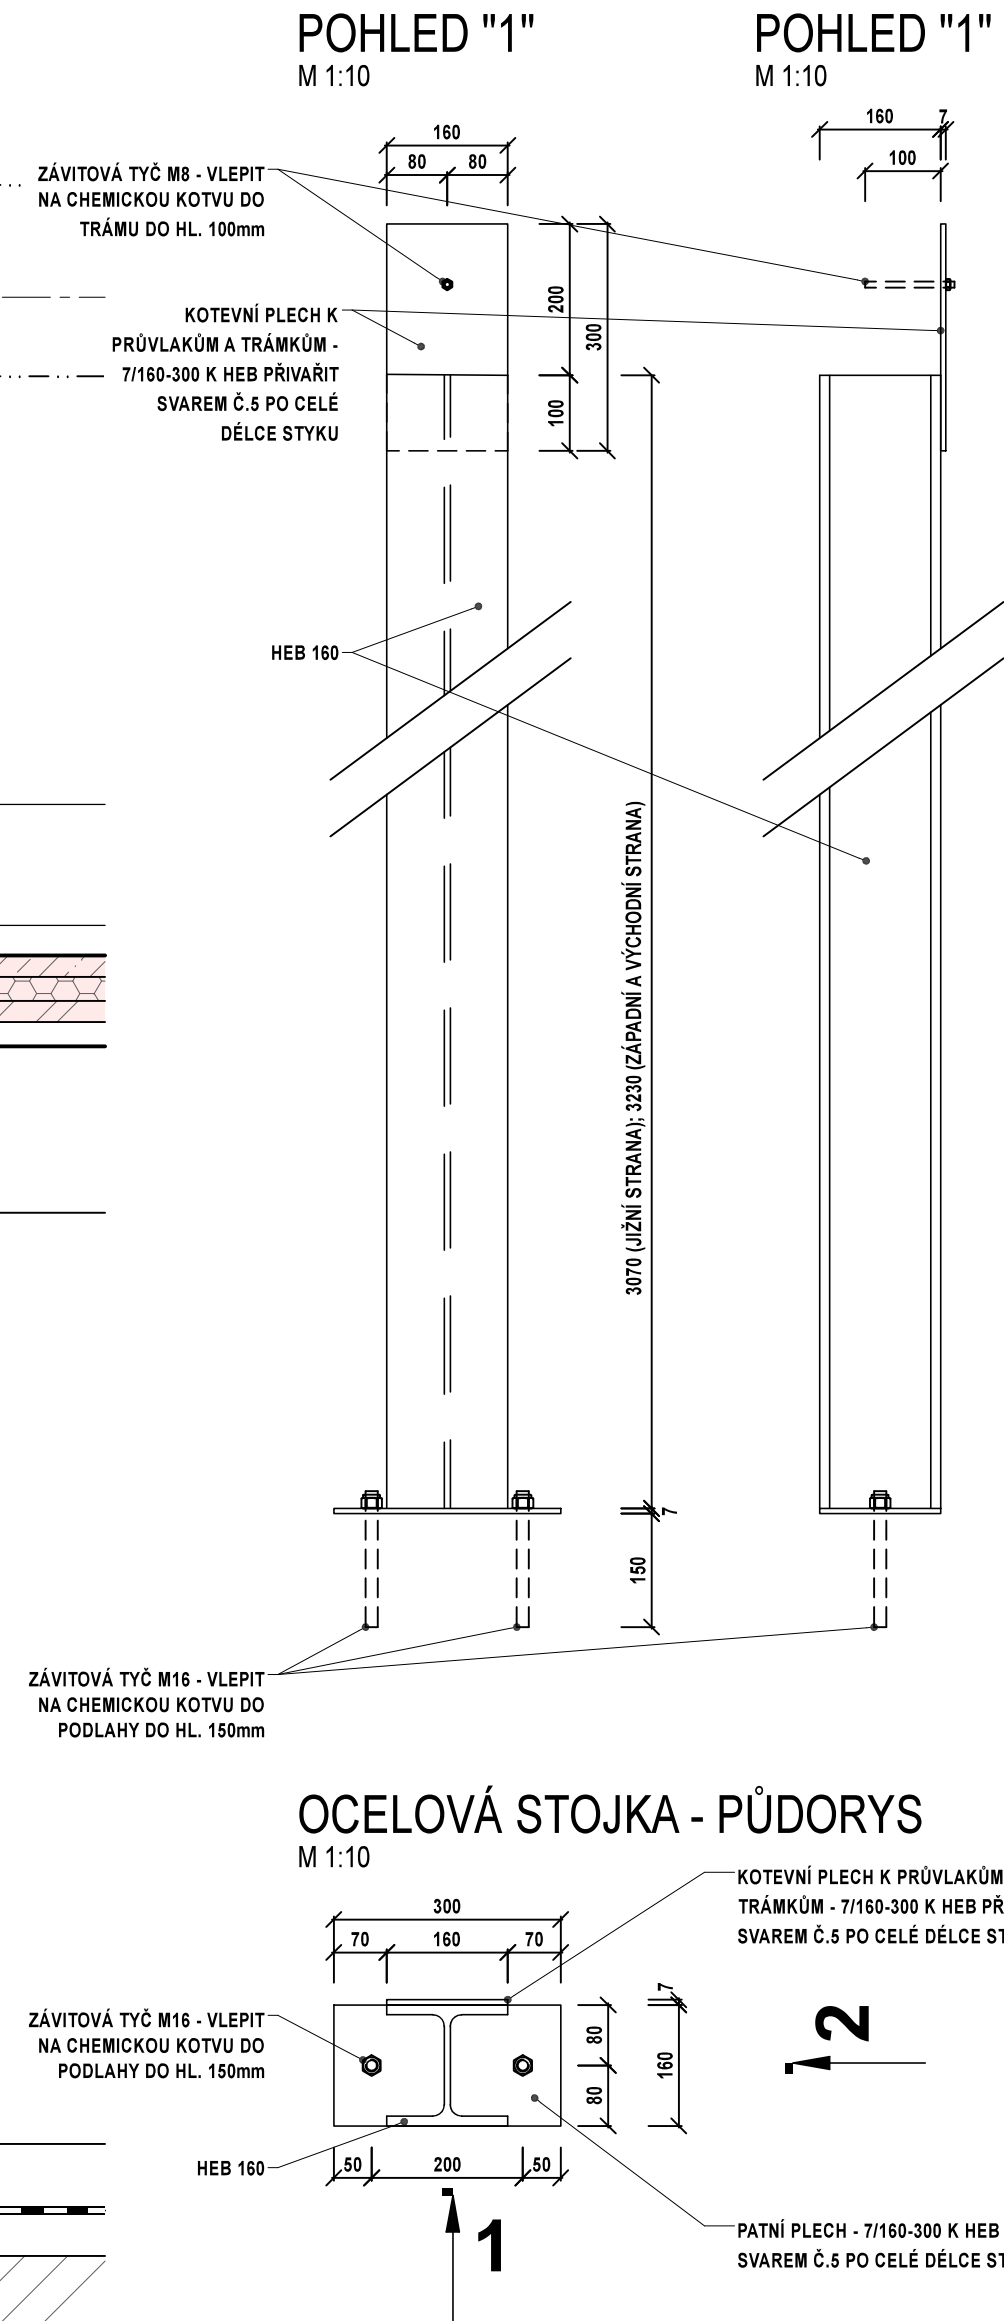 POHLED "1"
M 1:10
POHLED "1"
M 1:10
160
80 80
160 7
100
ZÁVITOVÁ TYČ M8 - VLEPIT
NA CHEMICKOU KOTVU DO
TRÁMU DO HL. 100mm
KOTEVNÍ PLECH K
PRŮVLAKŮM A TRÁMKŮM -
7/160-300 K HEB PŘIVAŘIT
SVAREM Č.5 PO CELÉ
DÉLCE STYKU
200
300
100
HEB 160
3070 (JIŽNÍ STRANA); 3230 (ZÁPADNÍ A VÝCHODNÍ STRANA)
7
150
ZÁVITOVÁ TYČ M16 - VLEPIT
NA CHEMICKOU KOTVU DO
PODLAHY DO HL. 150mm
OCELOVÁ STOJKA - PŮDORYS
M 1:10
KOTEVNÍ PLECH K PRŮVLAKŮM
TRÁMKŮM - 7/160-300 K HEB PŘ
SVAREM Č.5 PO CELÉ DÉLCE ST
300
70 160 70
7
80
160
80
2
ZÁVITOVÁ TYČ M16 - VLEPIT
NA CHEMICKOU KOTVU DO
PODLAHY DO HL. 150mm
HEB 160
50 200 50
1
PATNÍ PLECH - 7/160-300 K HEB
SVAREM Č.5 PO CELÉ DÉLCE ST